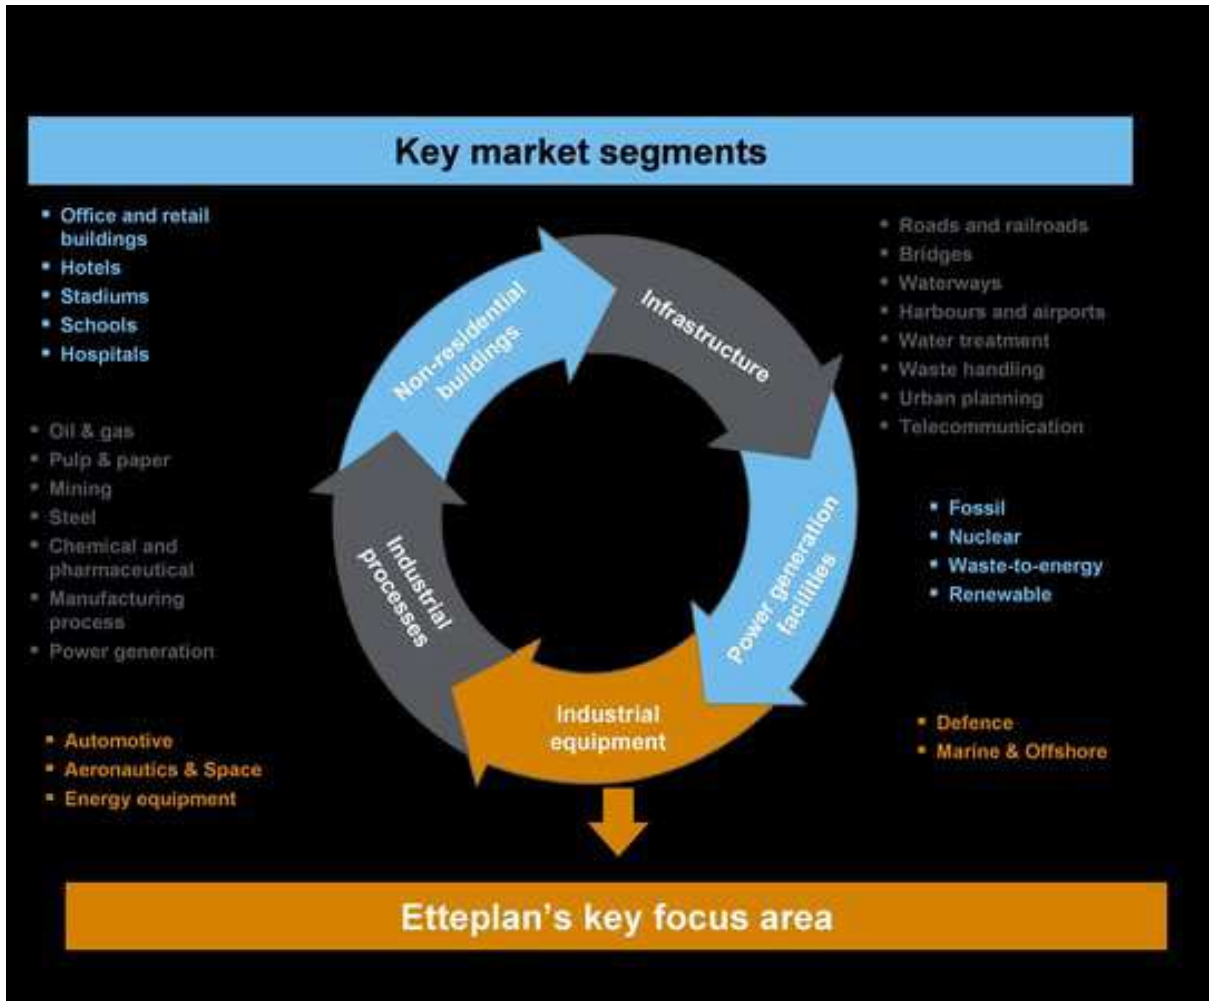 Key market segments
▪ Office and retail
buildings
▪ Hotels
▪ Stadiums
▪ Schools
▪ Hospitals
▪ Oil & gas
▪ Pulp & paper
▪ Mining
▪ Steel
▪ Chemical and
pharmaceutical
▪ Manufacturing
process
▪ Power generation
▪ Automotive
▪ Aeronautics & Space
▪ Energy equipment
Non-residential
buildings
Infrastructure
Power generation
facilities
Industrial
equipment
Industrial
processes
▪ Roads and railroads
▪ Bridges
▪ Waterways
▪ Harbours and airports
▪ Water treatment
▪ Waste handling
▪ Urban planning
▪ Telecommunication
▪ Fossil
▪ Nuclear
▪ Waste-to-energy
▪ Renewable
▪ Defence
▪ Marine & Offshore
Etteplan’s key focus area